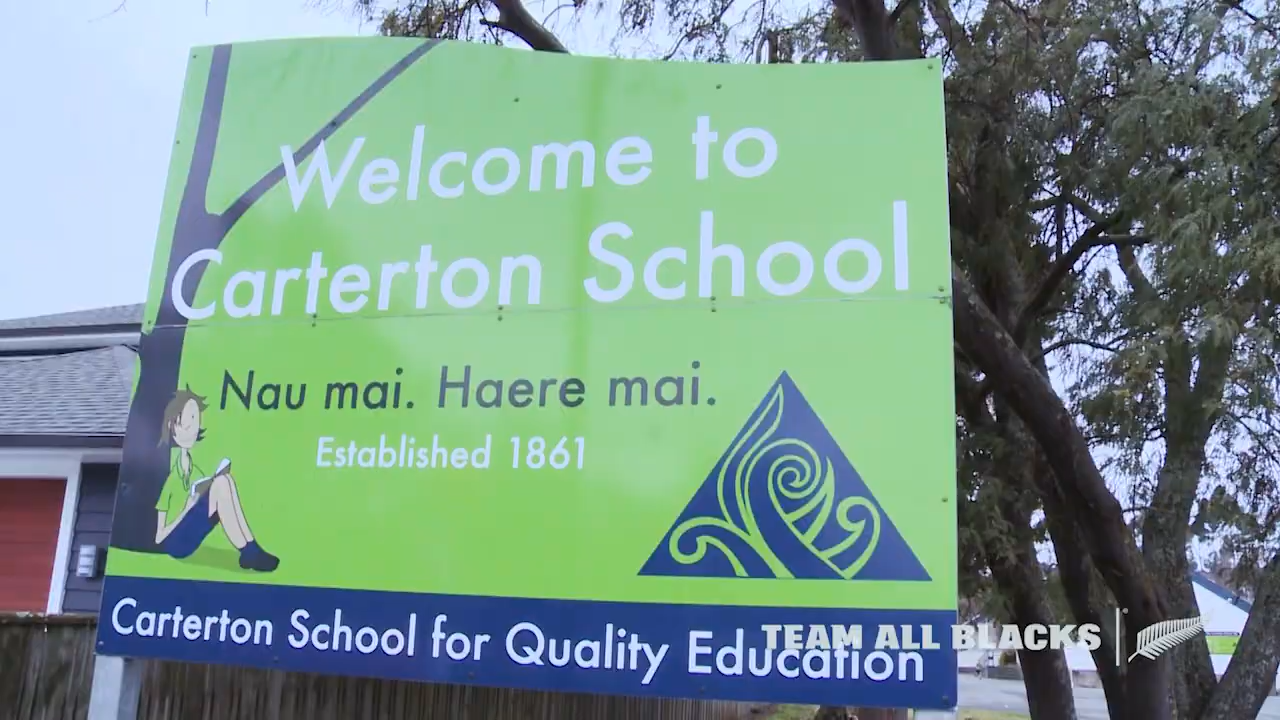 Welcome to
Carterton School
Nau mai. Haere mai.
Established 1861
Carterton School for Quality Education
TEAM ALL BLACKS